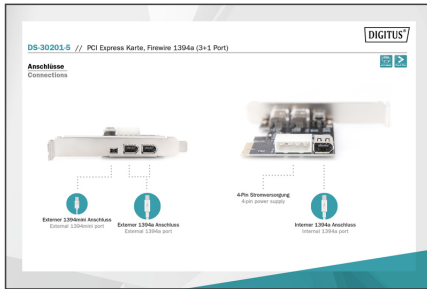 DIGITUS®
DS-30201-5 // PCI Express Karte, Firewire 1394a (3+1 Port)
Anschlüsse
Connections
4-Pin Stromversorgung
4-pin power supply
Externer 1394mini Anschluss
External 1394mini port
Externer 1394a Anschluss
External 1394a port
Interner 1394a Anschluss
Internal 1394a port